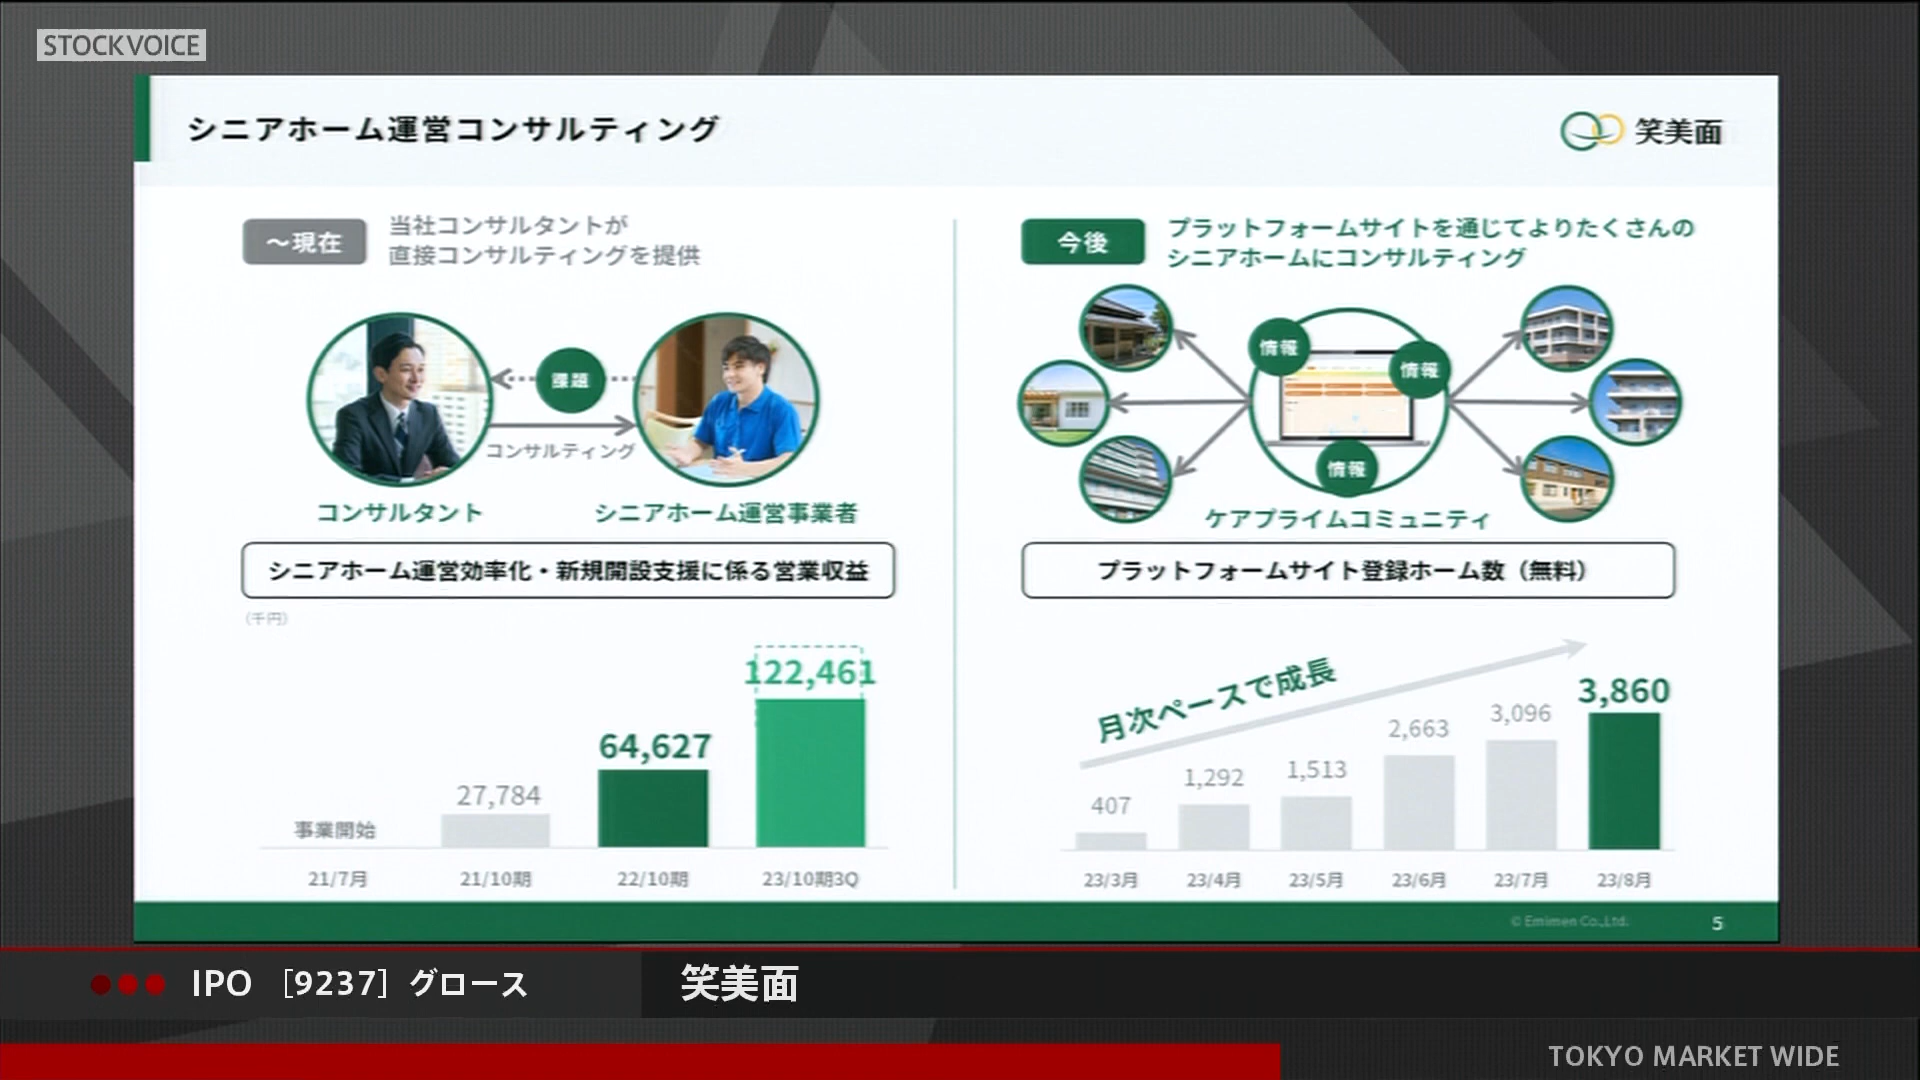 STOCKVOICE
シニアホーム運営コンサルティング
笑美面
～現在
当社コンサルタントが
直接コンサルティングを提供
課題
コンサルティング
コンサルタント
シニアホーム運営事業者
シニアホーム運営効率化・新規開設支援に係る営業収益
（千円）
122,461
64,627
27,784
事業開始
21/7月
21/10期
22/10期
23/10期3Q
今後
プラットフォームサイトを通じてよりたくさんの
シニアホームにコンサルティング
情報
情報
情報
ケアプライムコミュニティ
プラットフォームサイト登録ホーム数（無料）
月次ペースで成長
407
1,292
1,513
2,663
3,096
3,860
23/3月
23/4月
23/5月
23/6月
23/7月
23/8月
© Emimen Co.,Ltd.
5
IPO ［9237］グロース
笑美面
TOKYO MARKET WIDE